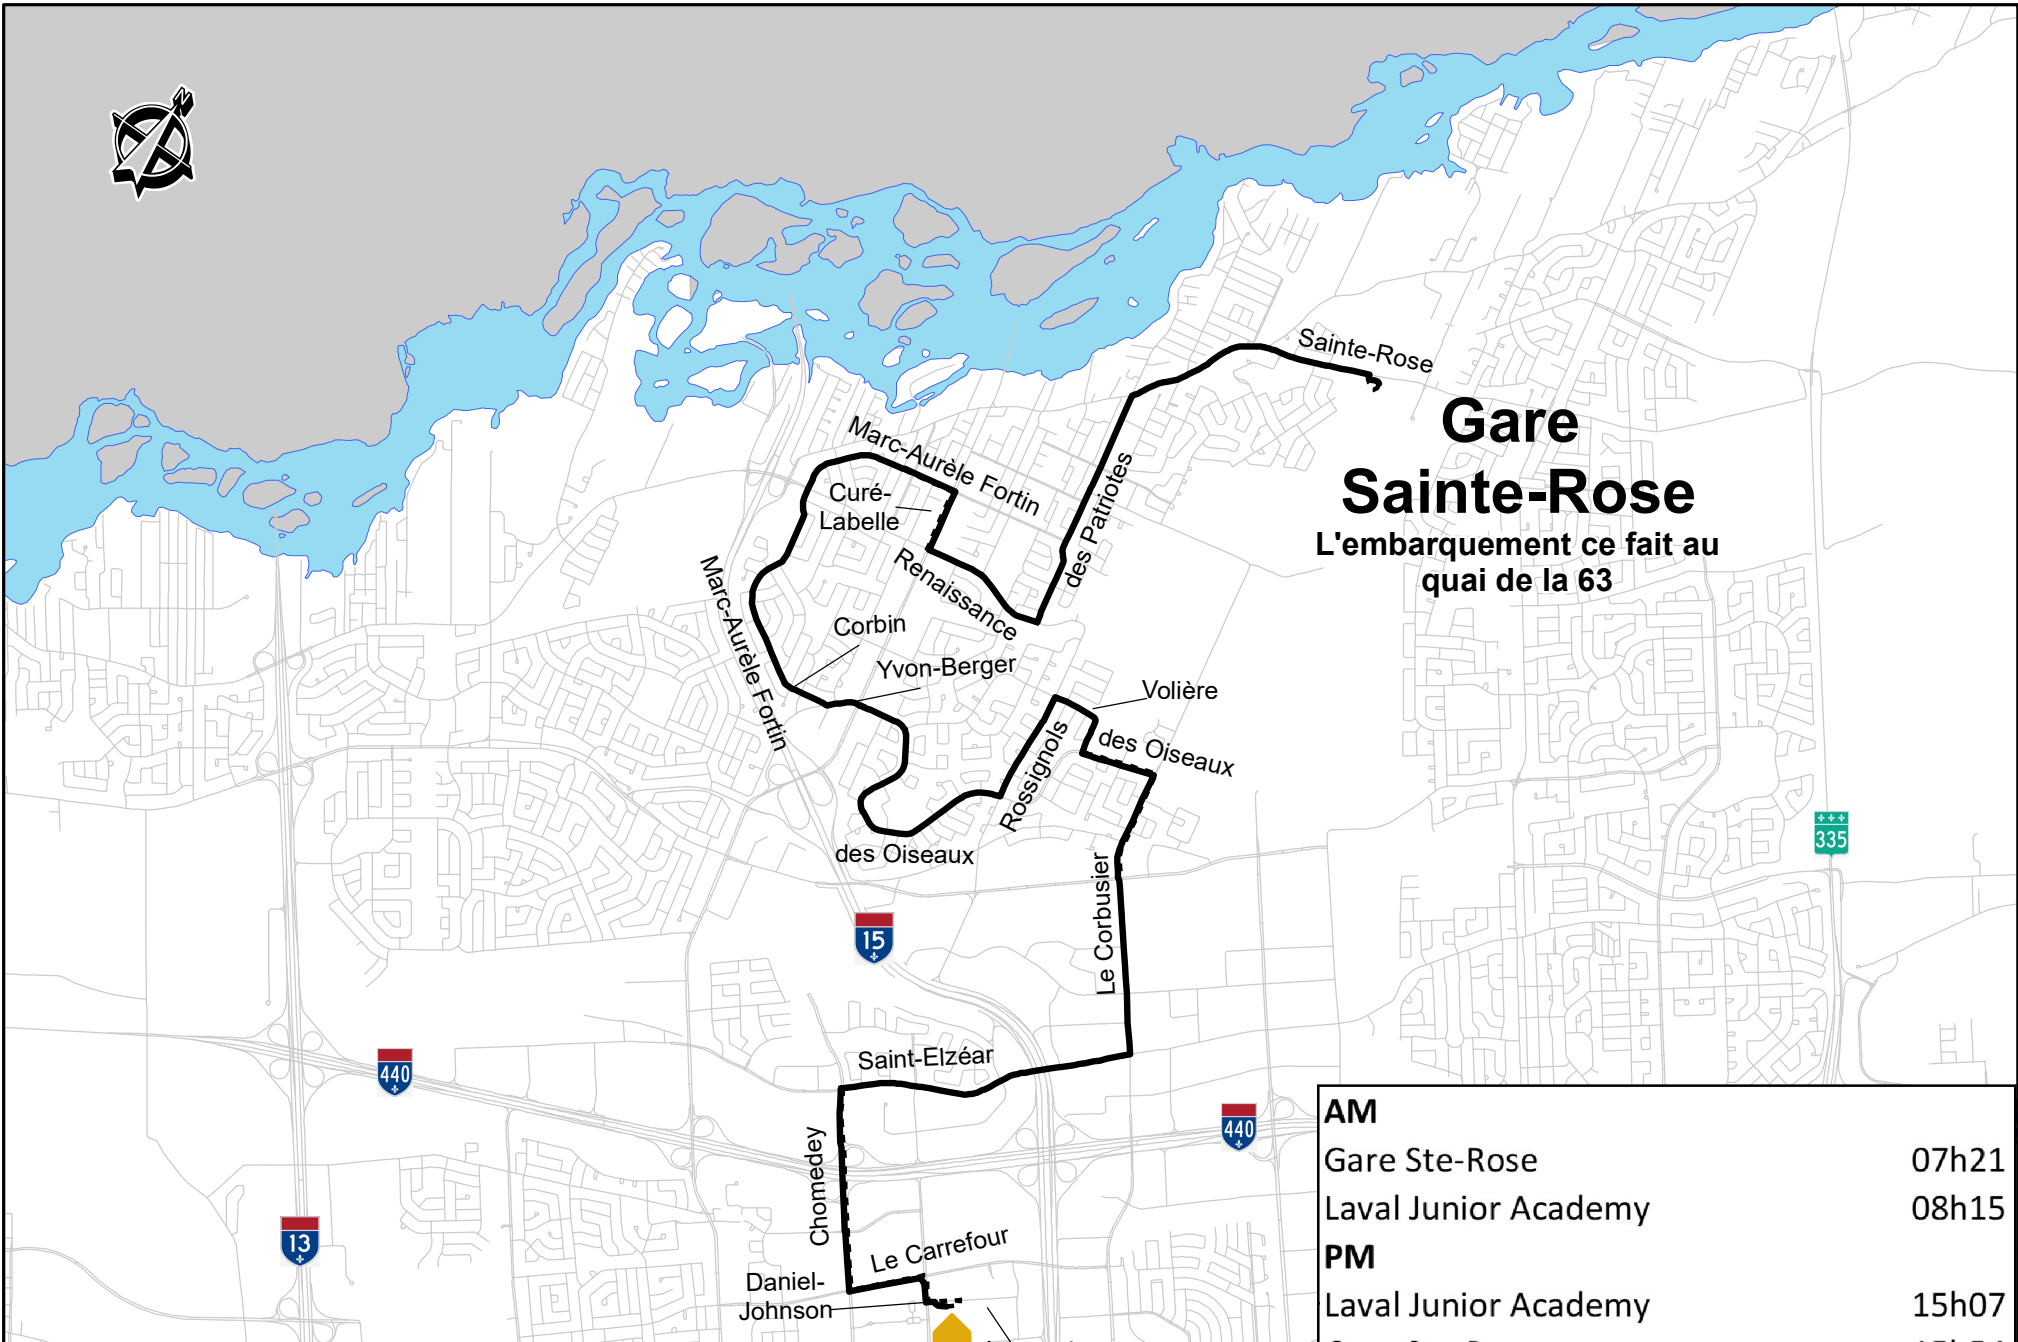 N
Sainte-Rose
Gare
Sainte-Rose
L'embarquement ce fait au
quai de la 63
Marc-Aurèle Fortin
Curé-
Labelle
des Patriotes
Renaissance
Marc-Aurèle Fortin
Corbin
Yvon-Berger
Volière
des Oiseaux
Rossignols
des Oiseaux
335
Le Corbusier
15
Saint-Elzéar
440
440
Chomedey
13
Le Carrefour
Daniel-
Johnson
AM
Gare Ste-Rose 07h21
Laval Junior Academy 08h15
PM
Laval Junior Academy 15h07